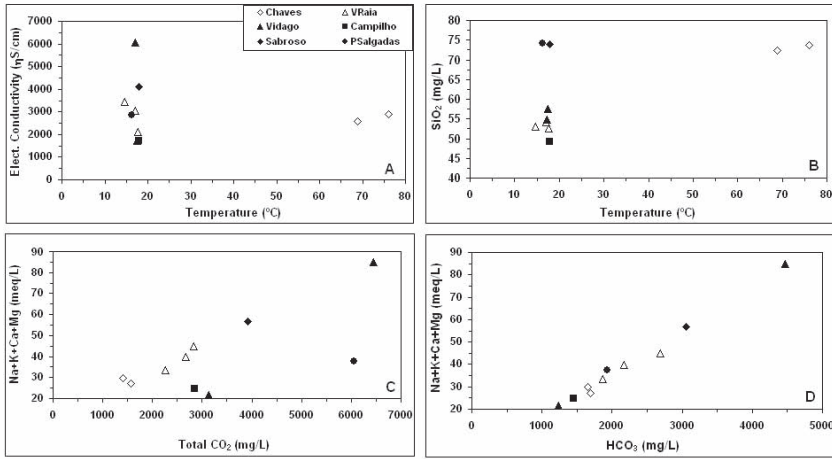 ◇Chaves △VRaia
▲Vidago ■Campilho
◆Sabroso ●PSalgadas
Elect. Conductivity (ηS/cm)
7000
6000
5000
4000
3000
2000
1000
0
0 10 20 30 40 50 60 70 80
Temperature (ºC)
A
SiO₂ (mg/L)
80
75
70
65
60
55
50
45
40
0 10 20 30 40 50 60 70 80
Temperature (ºC)
B
Na+K+Ca+Mg (meq/L)
90
80
70
60
50
40
30
20
0 1000 2000 3000 4000 5000 6000 7000
Total CO₂ (mg/L)
C
Na+K+Ca+Mg (meq/L)
90
80
70
60
50
40
30
20
0 1000 2000 3000 4000 5000
HCO₃ (mg/L)
D